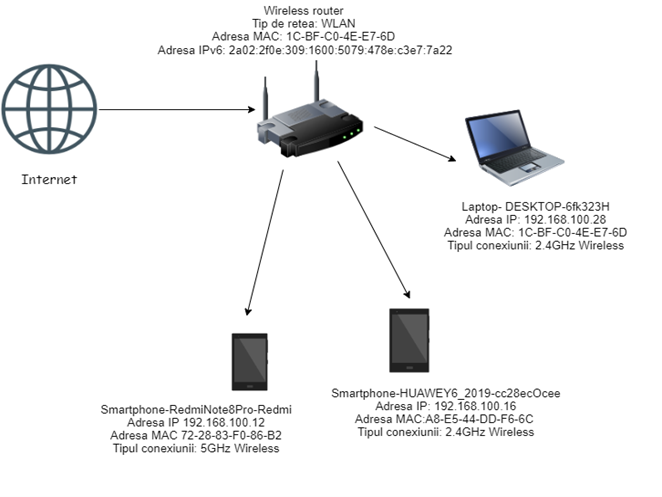 Wireless router
Tip de retea: WLAN
Adresa MAC: 1C-BF-C0-4E-E7-6D
Adresa IPv6: 2a02:2f0e:309:1600:5079:478e:c3e7:7a22
Internet
Laptop- DESKTOP-6fk323H
Adresa IP: 192.168.100.28
Adresa MAC: 1C-BF-C0-4E-E7-6D
Tipul conexiunii: 2.4GHz Wireless
Smartphone-HUAWEY6_2019-cc28ecOcee
Adresa IP: 192.168.100.16
Adresa MAC:A8-E5-44-DD-F6-6C
Tipul conexiunii: 2.4GHz Wireless
Smartphone-RedmiNote8Pro-Redmi
Adresa IP 192.168.100.12
Adresa MAC 72-28-83-F0-86-B2
Tipul conexiunii: 5GHz Wireless